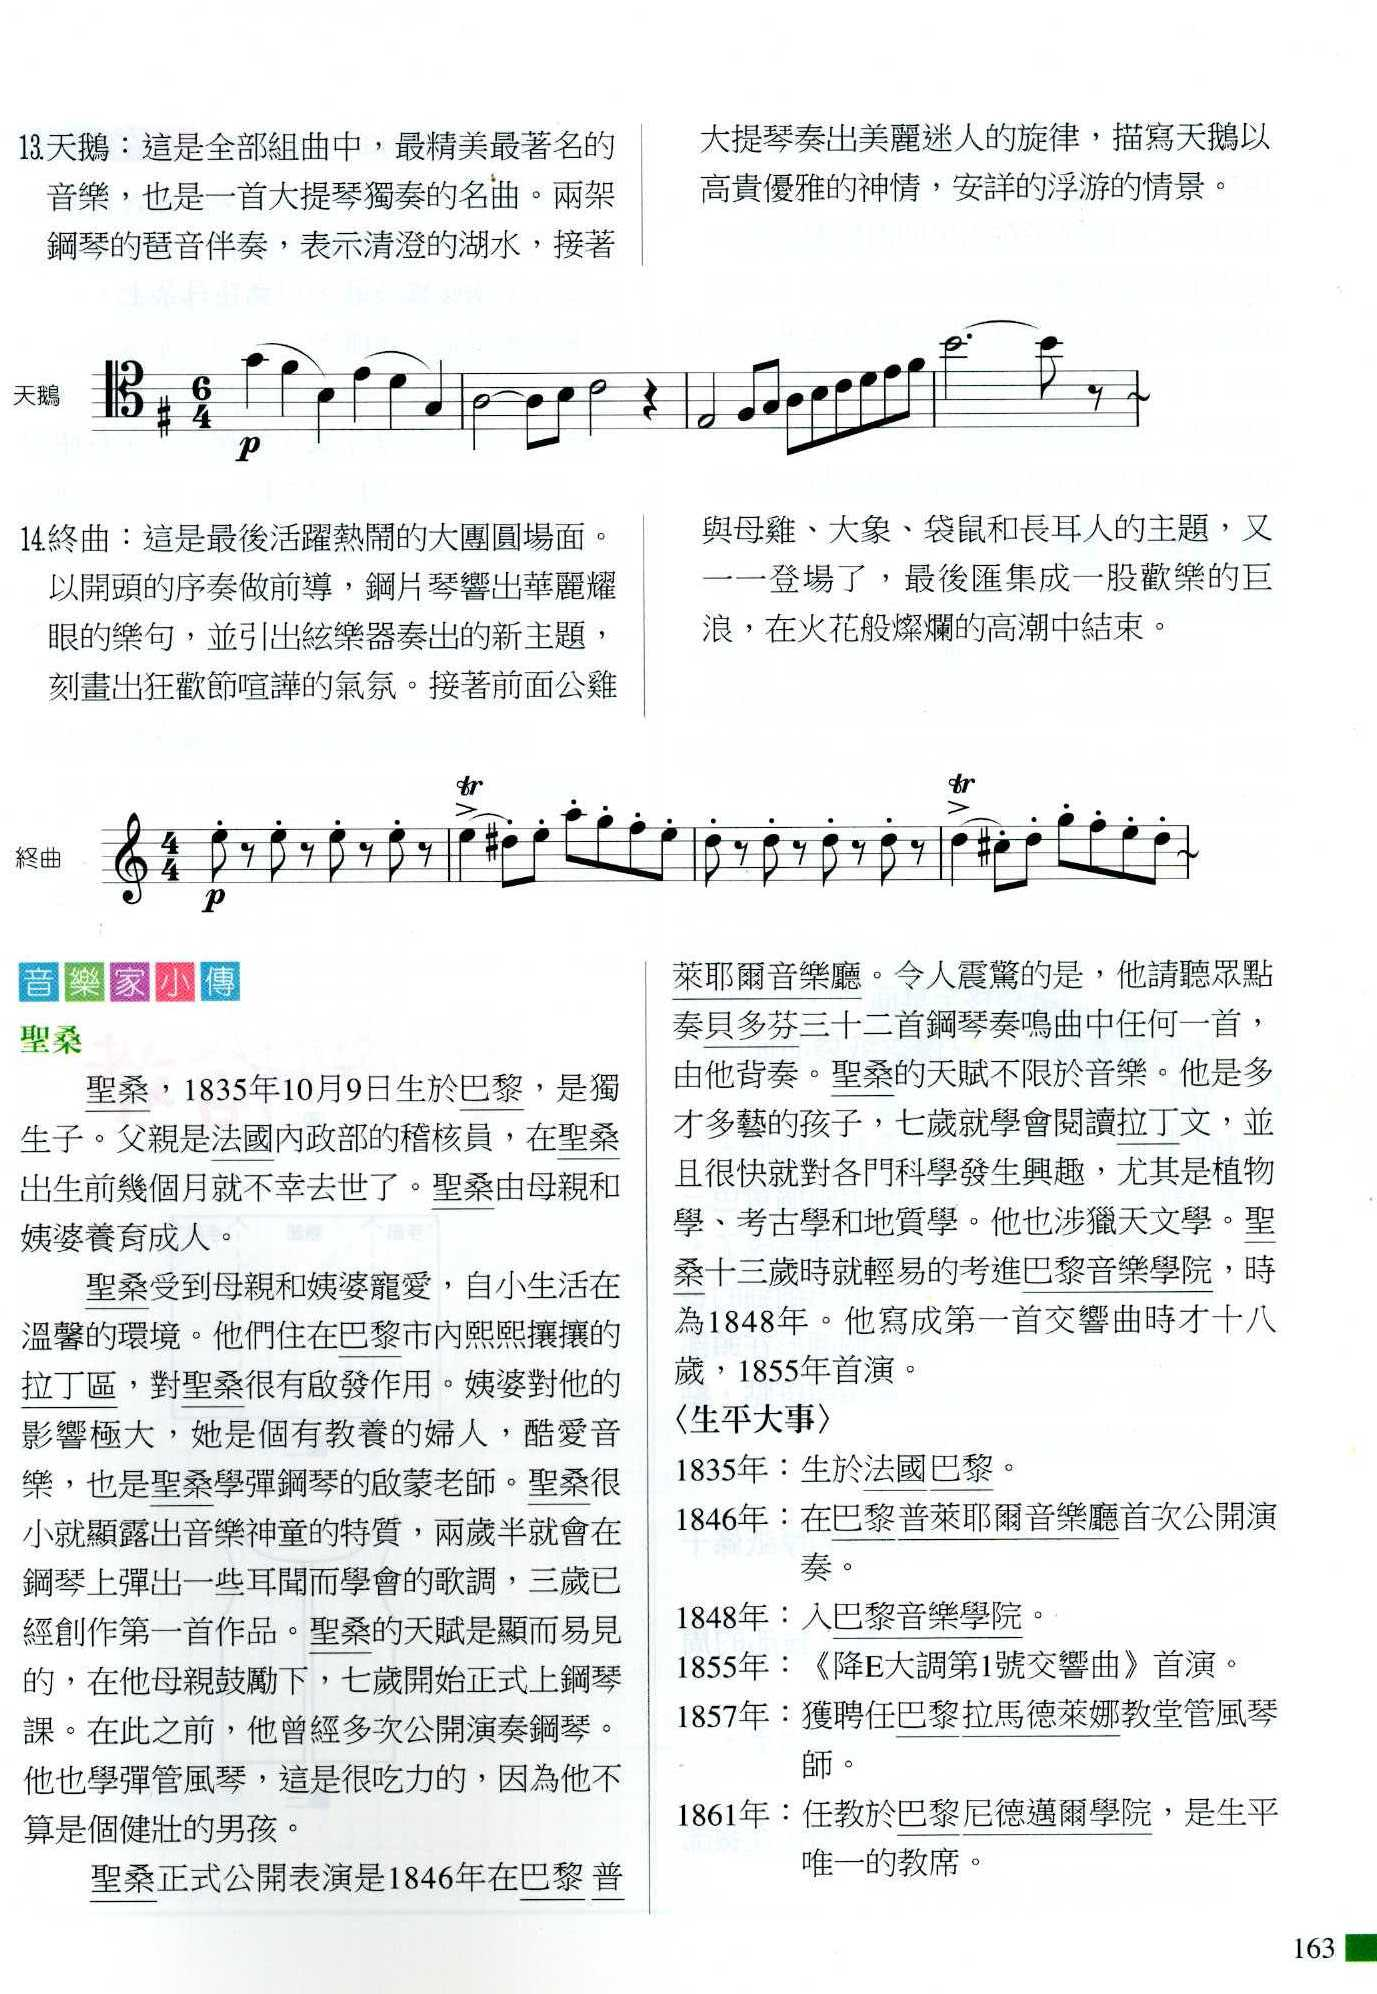 13.天鵝：這是全部組曲中，最精美最著名的
音樂，也是一首大提琴獨奏的名曲。兩架
鋼琴的琶音伴奏，表示清澄的湖水，接著
大提琴奏出美麗迷人的旋律，描寫天鵝以
高貴優雅的神情，安詳的浮游的情景。
天鵝
6
4
p
14.終曲：這是最後活躍熱鬧的大團圓場面。
以開頭的序奏做前導，鋼片琴響出華麗耀
眼的樂句，並引出絃樂器奏出的新主題，
刻畫出狂歡節喧譁的氣氛。接著前面公雞
與母雞、大象、袋鼠和長耳人的主題，又
一一登場了，最後匯集成一股歡樂的巨
浪，在火花般燦爛的高潮中結束。
tr
tr
終曲
4
4
p
音樂家小傳
聖桑
聖桑，1835年10月9日生於巴黎，是獨
生子。父親是法國內政部的稽核員，在聖桑
出生前幾個月就不幸去世了。聖桑由母親和
姨婆養育成人。
聖桑受到母親和姨婆寵愛，自小生活在
溫馨的環境。他們住在巴黎市內熙熙攘攘的
拉丁區，對聖桑很有啟發作用。姨婆對他的
影響極大，她是個有教養的婦人，酷愛音
樂，也是聖桑學彈鋼琴的啟蒙老師。聖桑很
小就顯露出音樂神童的特質，兩歲半就會在
鋼琴上彈出一些耳聞而學會的歌調，三歲已
經創作第一首作品。聖桑的天賦是顯而易見
的，在他母親鼓勵下，七歲開始正式上鋼琴
課。在此之前，他曾經多次公開演奏鋼琴。
他也學彈管風琴，這是很吃力的，因為他不
算是個健壯的男孩。
聖桑正式公開表演是1846年在巴黎 普
萊耶爾音樂廳。令人震驚的是，他請聽眾點
奏貝多芬三十二首鋼琴奏鳴曲中任何一首，
由他背奏。聖桑的天賦不限於音樂。他是多
才多藝的孩子，七歲就學會閱讀拉丁文，並
且很快就對各門科學發生興趣，尤其是植物
學、考古學和地質學。他也涉獵天文學。聖
桑十三歲時就輕易的考進巴黎音樂學院，時
為1848年。他寫成第一首交響曲時才十八
歲，1855年首演。
〈生平大事〉
1835年：生於法國 巴黎。
1846年：在巴黎 普萊耶爾音樂廳首次公開演
奏。
1848年：入巴黎音樂學院。
1855年：《降E大調第1號交響曲》首演。
1857年：獲聘任巴黎 拉馬德萊娜教堂管風琴
師。
1861年：任教於巴黎 尼德邁爾學院，是生平
唯一的教席。
163